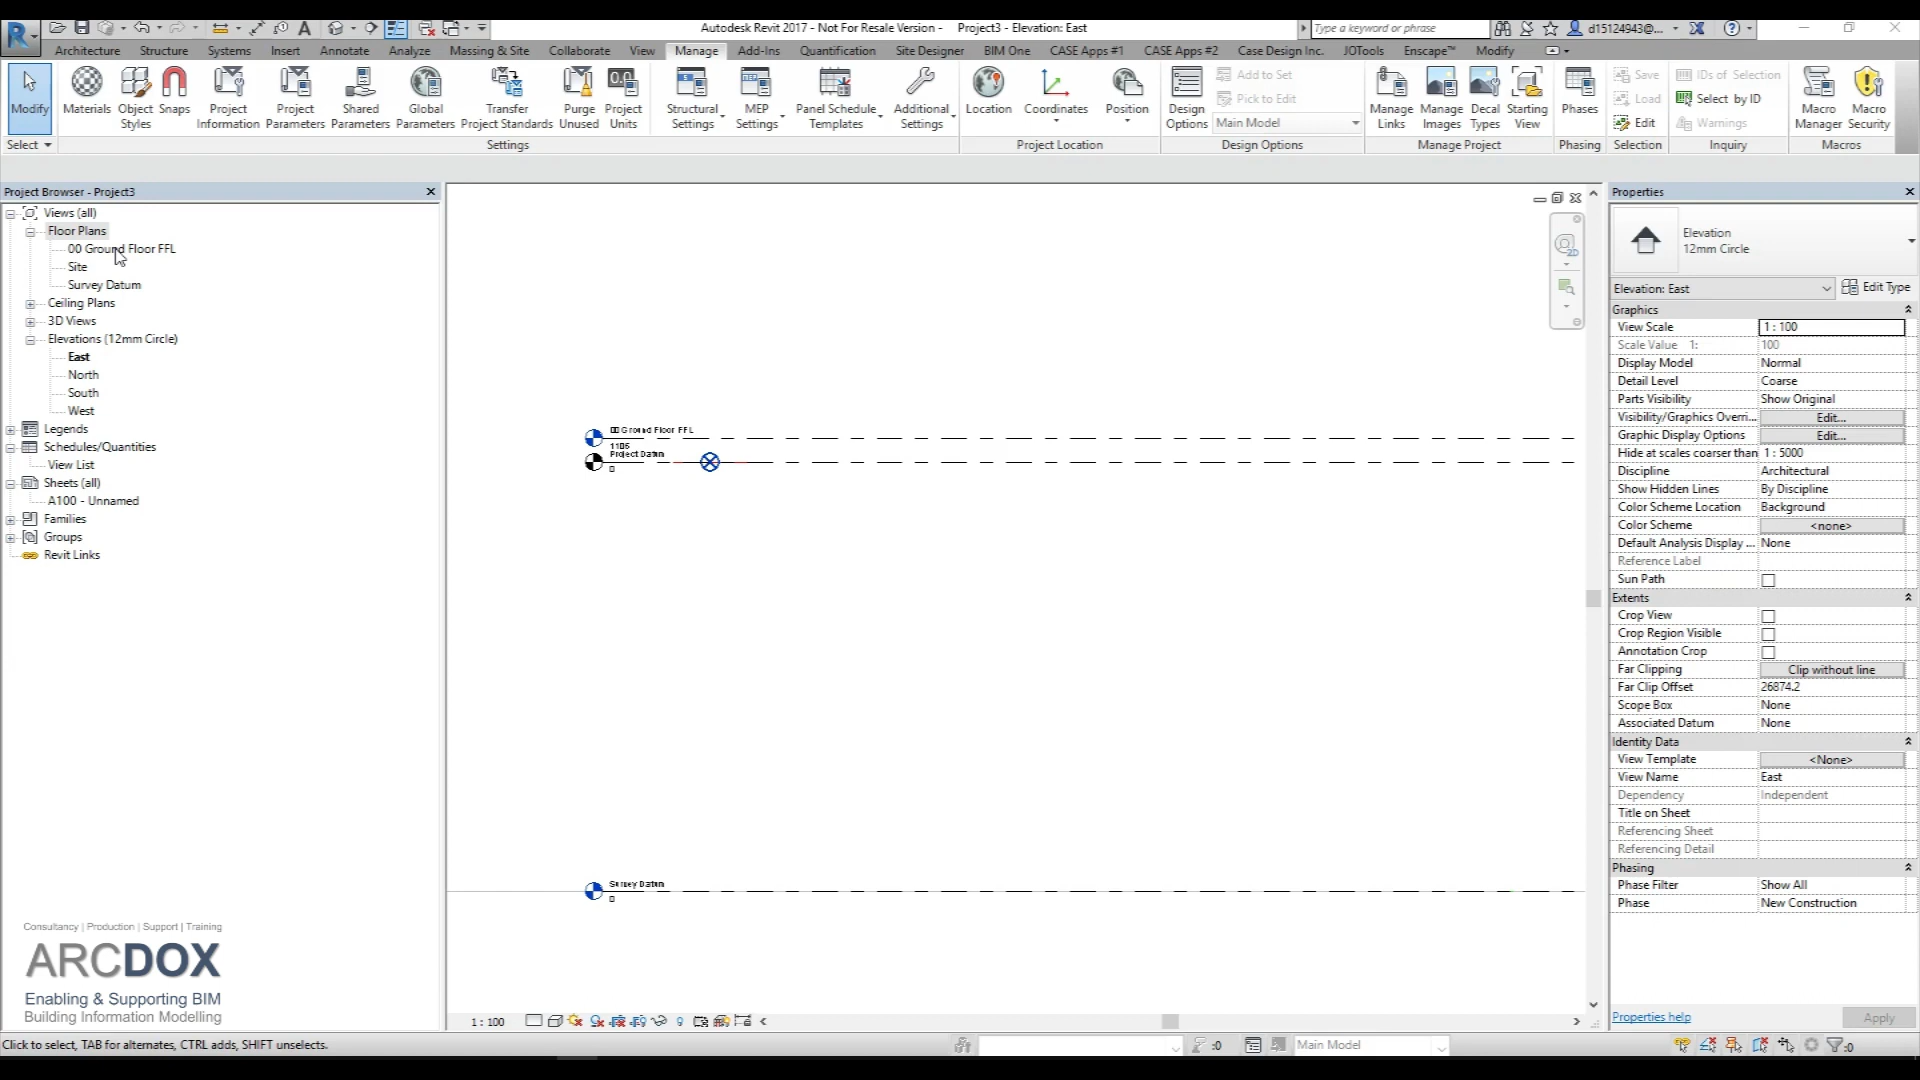 Autodesk Revit 2017 - Not For Resale Version - Project3 - Elevation: East
Type a keyword or phrase
d15124943@...
Architecture Structure Systems Insert Annotate Analyze Massing & Site Collaborate View Manage Add-Ins Quantification Site Designer BIM One CASE Apps #1 CASE Apps #2 Case Design Inc. JOTools Enscape™ Modify
Modify
Materials
Object Styles
Snaps
Project Information
Project Parameters
Shared Parameters
Global Parameters
Transfer Project Standards
Purge Unused
Project Units
Structural Settings
MEP Settings
Panel Schedule Templates
Additional Settings
Location
Coordinates
Position
Design Options
Add to Set
Pick to Edit
Main Model
Manage Links
Manage Images
Decal Types
Starting View
Phases
Save
Load
Edit
IDs of Selection
Select by ID
Warnings
Macro Manager
Macro Security
Select
Settings
Project Location
Design Options
Manage Project
Phasing
Selection
Inquiry
Macros
Project Browser - Project3
Views (all)
Floor Plans
00 Ground Floor FFL
Site
Survey Datum
Ceiling Plans
3D Views
Elevations (12mm Circle)
East
North
South
West
Legends
Schedules/Quantities
View List
Sheets (all)
A100 - Unnamed
Families
Groups
Revit Links
Consultancy | Production | Support | Training
ARCDOX
Enabling & Supporting BIM
Building Information Modelling
00 Ground Floor FFL
Project Datum
0
Survey Datum
0
2D
Properties
Elevation
12mm Circle
Elevation: East
Edit Type
Graphics
View Scale 1 : 100
Scale Value 1: 100
Display Model Normal
Detail Level Coarse
Parts Visibility Show Original
Visibility/Graphics Overri... Edit...
Graphic Display Options Edit...
Hide at scales coarser than 1 : 5000
Discipline Architectural
Show Hidden Lines By Discipline
Color Scheme Location Background
Color Scheme <none>
Default Analysis Display ... None
Reference Label
Sun Path
Extents
Crop View
Crop Region Visible
Annotation Crop
Far Clipping Clip without line
Far Clip Offset 26874.2
Scope Box None
Associated Datum None
Identity Data
View Template <None>
View Name East
Dependency Independent
Title on Sheet
Referencing Sheet
Referencing Detail
Phasing
Phase Filter Show All
Phase New Construction
Properties help
Apply
1 : 100
Click to select, TAB for alternates, CTRL adds, SHIFT unselects.
:0
Main Model
:0